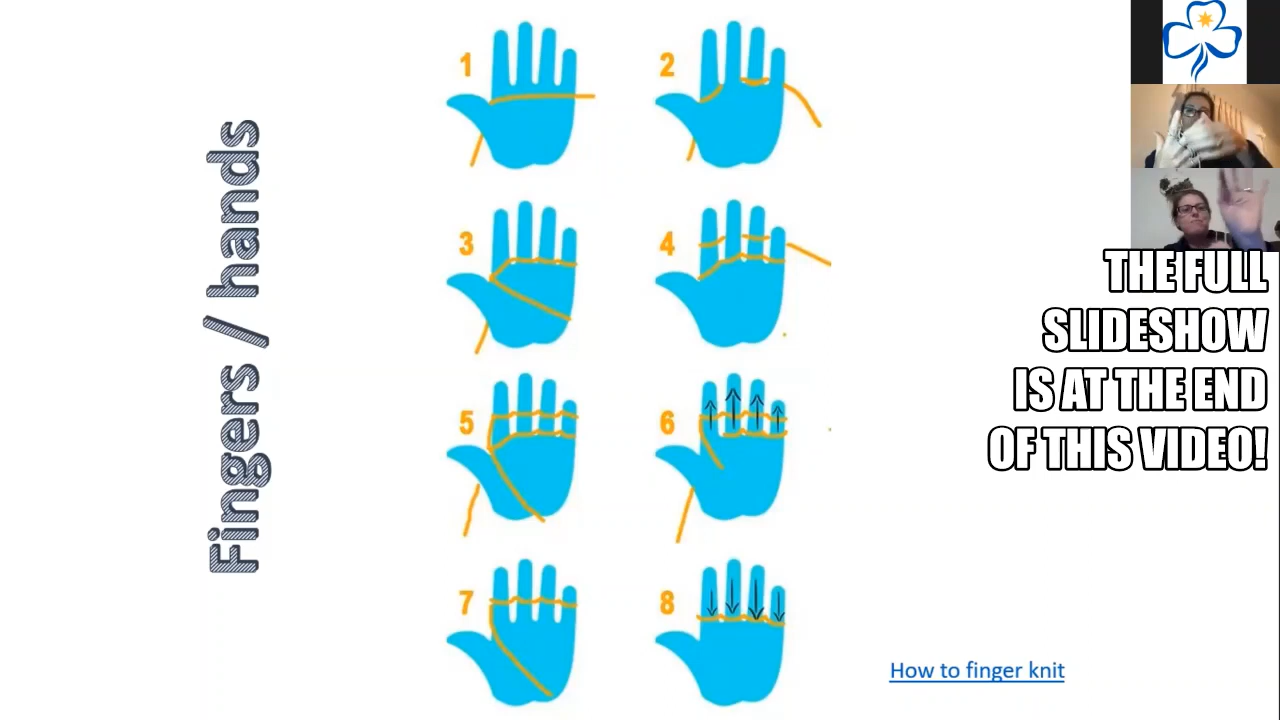 Fingers / hands
1
2
3
4
5
6
7
8
How to finger knit
THE FULL
SLIDESHOW
IS AT THE END
OF THIS VIDEO!